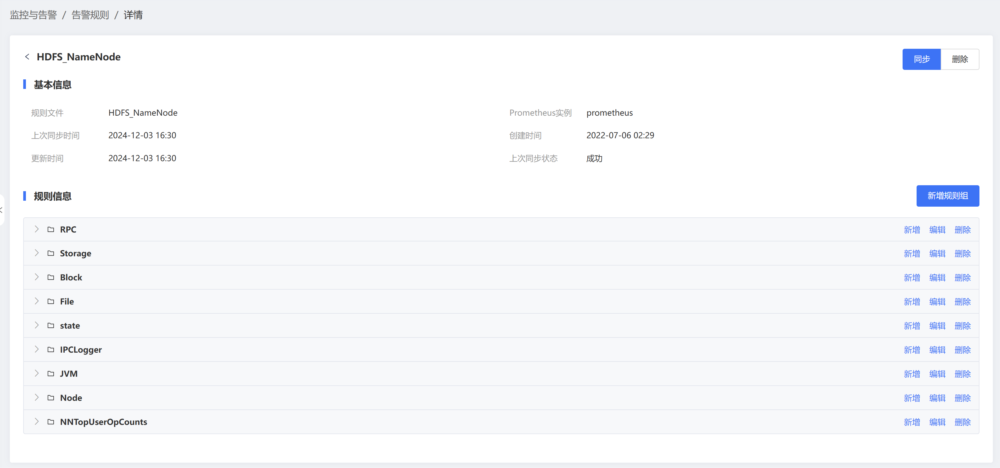 监控与告警 / 告警规则 / 详情
HDFS_NameNode
同步 删除
基本信息
规则文件 HDFS_NameNode Prometheus实例 prometheus
上次同步时间 2024-12-03 16:30 创建时间 2022-07-06 02:29
更新时间 2024-12-03 16:30 上次同步状态 成功
规则信息 新增规则组
RPC 新增 编辑 删除
Storage 新增 编辑 删除
Block 新增 编辑 删除
File 新增 编辑 删除
state 新增 编辑 删除
IPCLogger 新增 编辑 删除
JVM 新增 编辑 删除
Node 新增 编辑 删除
NNTopUserOpCounts 新增 编辑 删除